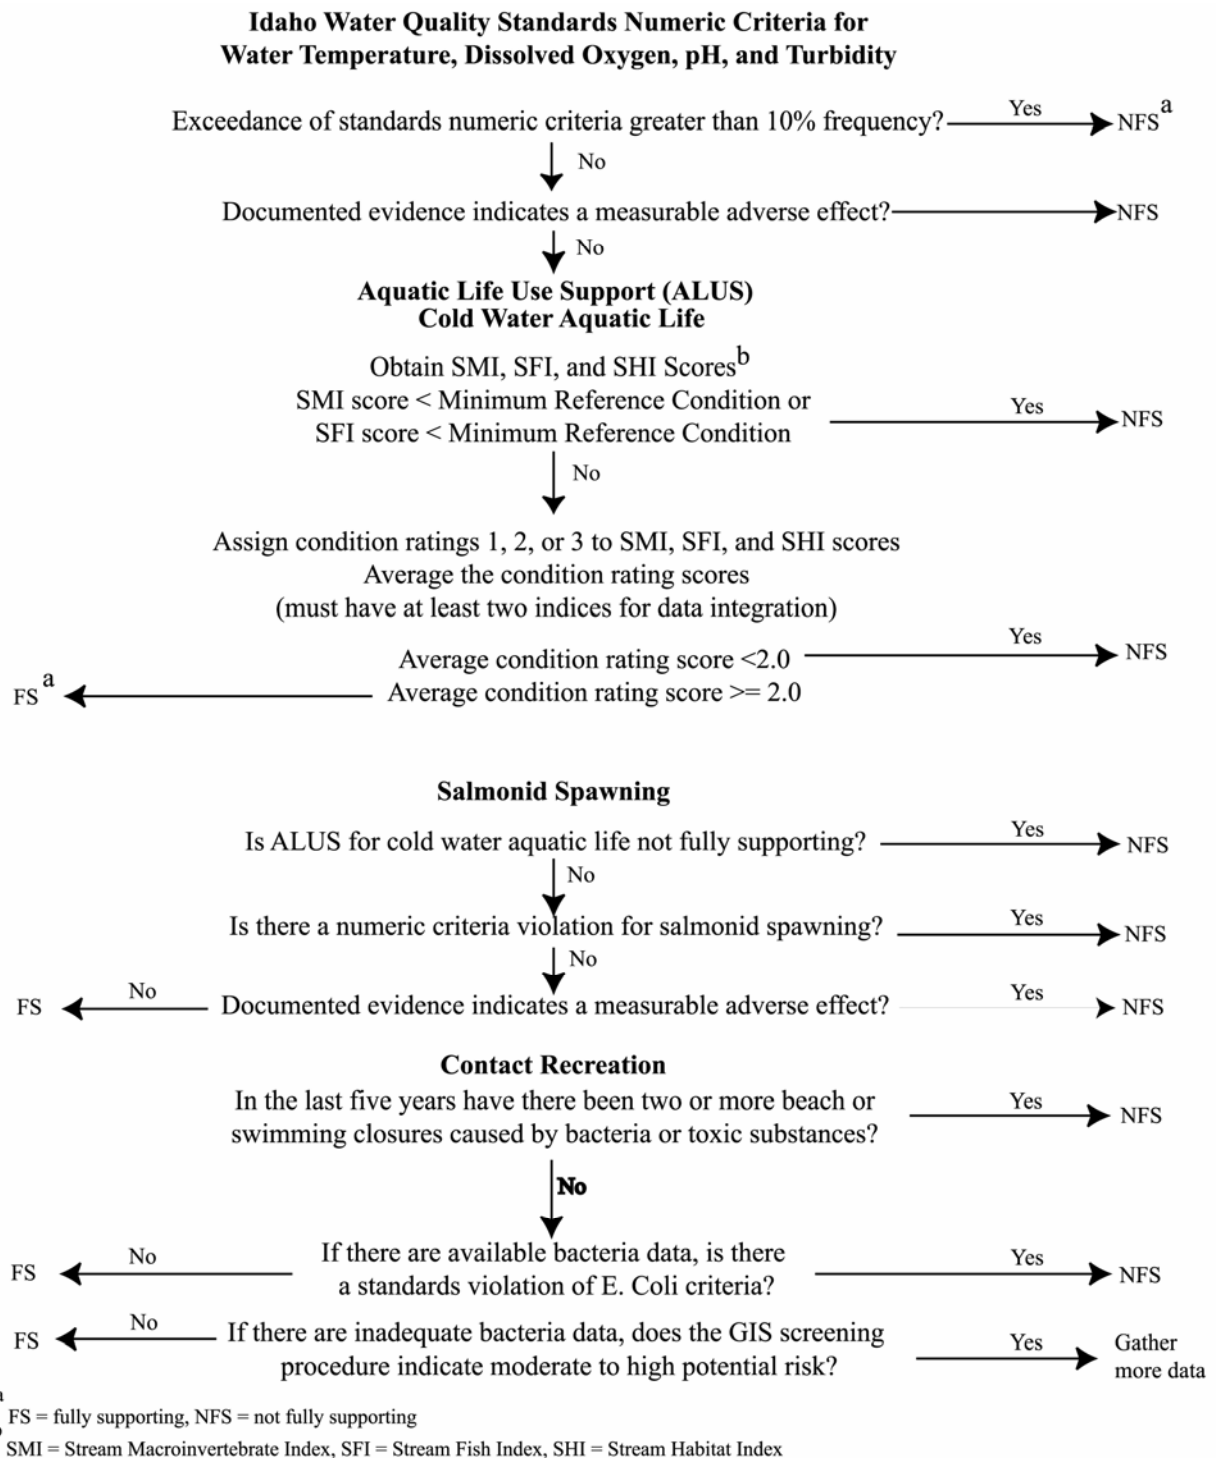 Idaho Water Quality Standards Numeric Criteria for
Water Temperature, Dissolved Oxygen, pH, and Turbidity
Exceedance of standards numeric criteria greater than 10% frequency? Yes NFS a
No
Documented evidence indicates a measurable adverse effect? NFS
No
Aquatic Life Use Support (ALUS)
Cold Water Aquatic Life
Obtain SMI, SFI, and SHI Scores b
SMI score < Minimum Reference Condition or
SFI score < Minimum Reference Condition
Yes NFS
No
Assign condition ratings 1, 2, or 3 to SMI, SFI, and SHI scores
Average the condition rating scores
(must have at least two indices for data integration)
Average condition rating score <2.0 Yes NFS
FS a Average condition rating score >= 2.0
Salmonid Spawning
Is ALUS for cold water aquatic life not fully supporting? Yes NFS
No
Is there a numeric criteria violation for salmonid spawning? Yes NFS
No
FS No Documented evidence indicates a measurable adverse effect? Yes NFS
Contact Recreation
In the last five years have there been two or more beach or
swimming closures caused by bacteria or toxic substances?
Yes NFS
No
FS No If there are available bacteria data, is there
a standards violation of E. Coli criteria? Yes NFS
FS No If there are inadequate bacteria data, does the GIS screening
procedure indicate moderate to high potential risk? Yes Gather
more data
a FS = fully supporting, NFS = not fully supporting
b SMI = Stream Macroinvertebrate Index, SFI = Stream Fish Index, SHI = Stream Habitat Index